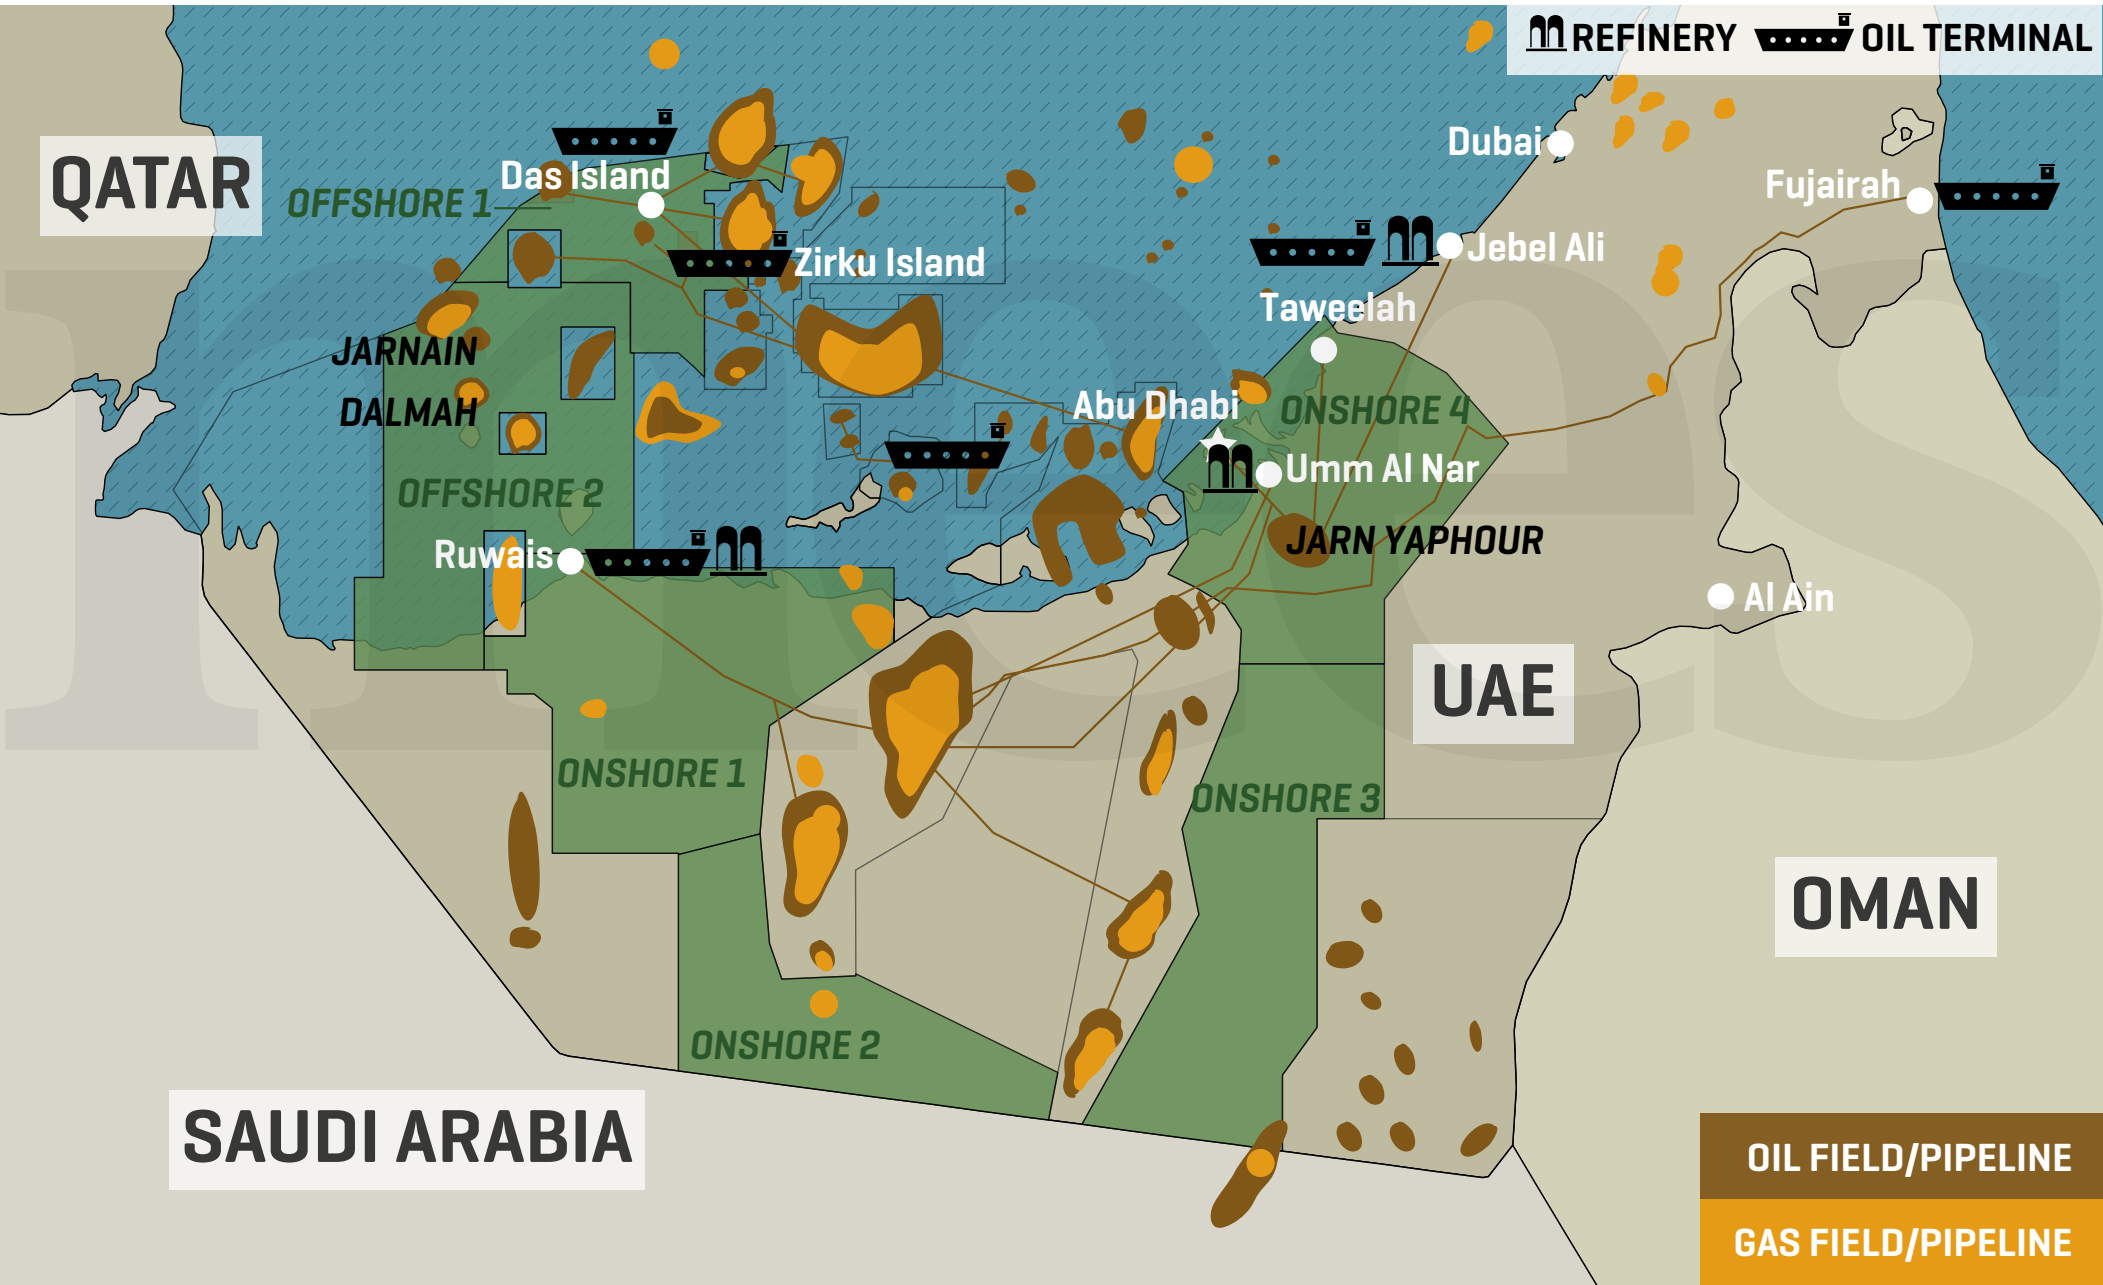 REFINERY
OIL TERMINAL
QATAR
Das Island
OFFSHORE 1
Zirku Island
Dubai
Fujairah
Jebel Ali
Taweelah
JARNAIN
DALMAH
Abu Dhabi
ONSHORE 4
Umm Al Nar
OFFSHORE 2
JARN YAPHOUR
Ruwais
Al Ain
UAE
ONSHORE 1
ONSHORE 3
OMAN
ONSHORE 2
SAUDI ARABIA
OIL FIELD/PIPELINE
GAS FIELD/PIPELINE
mees